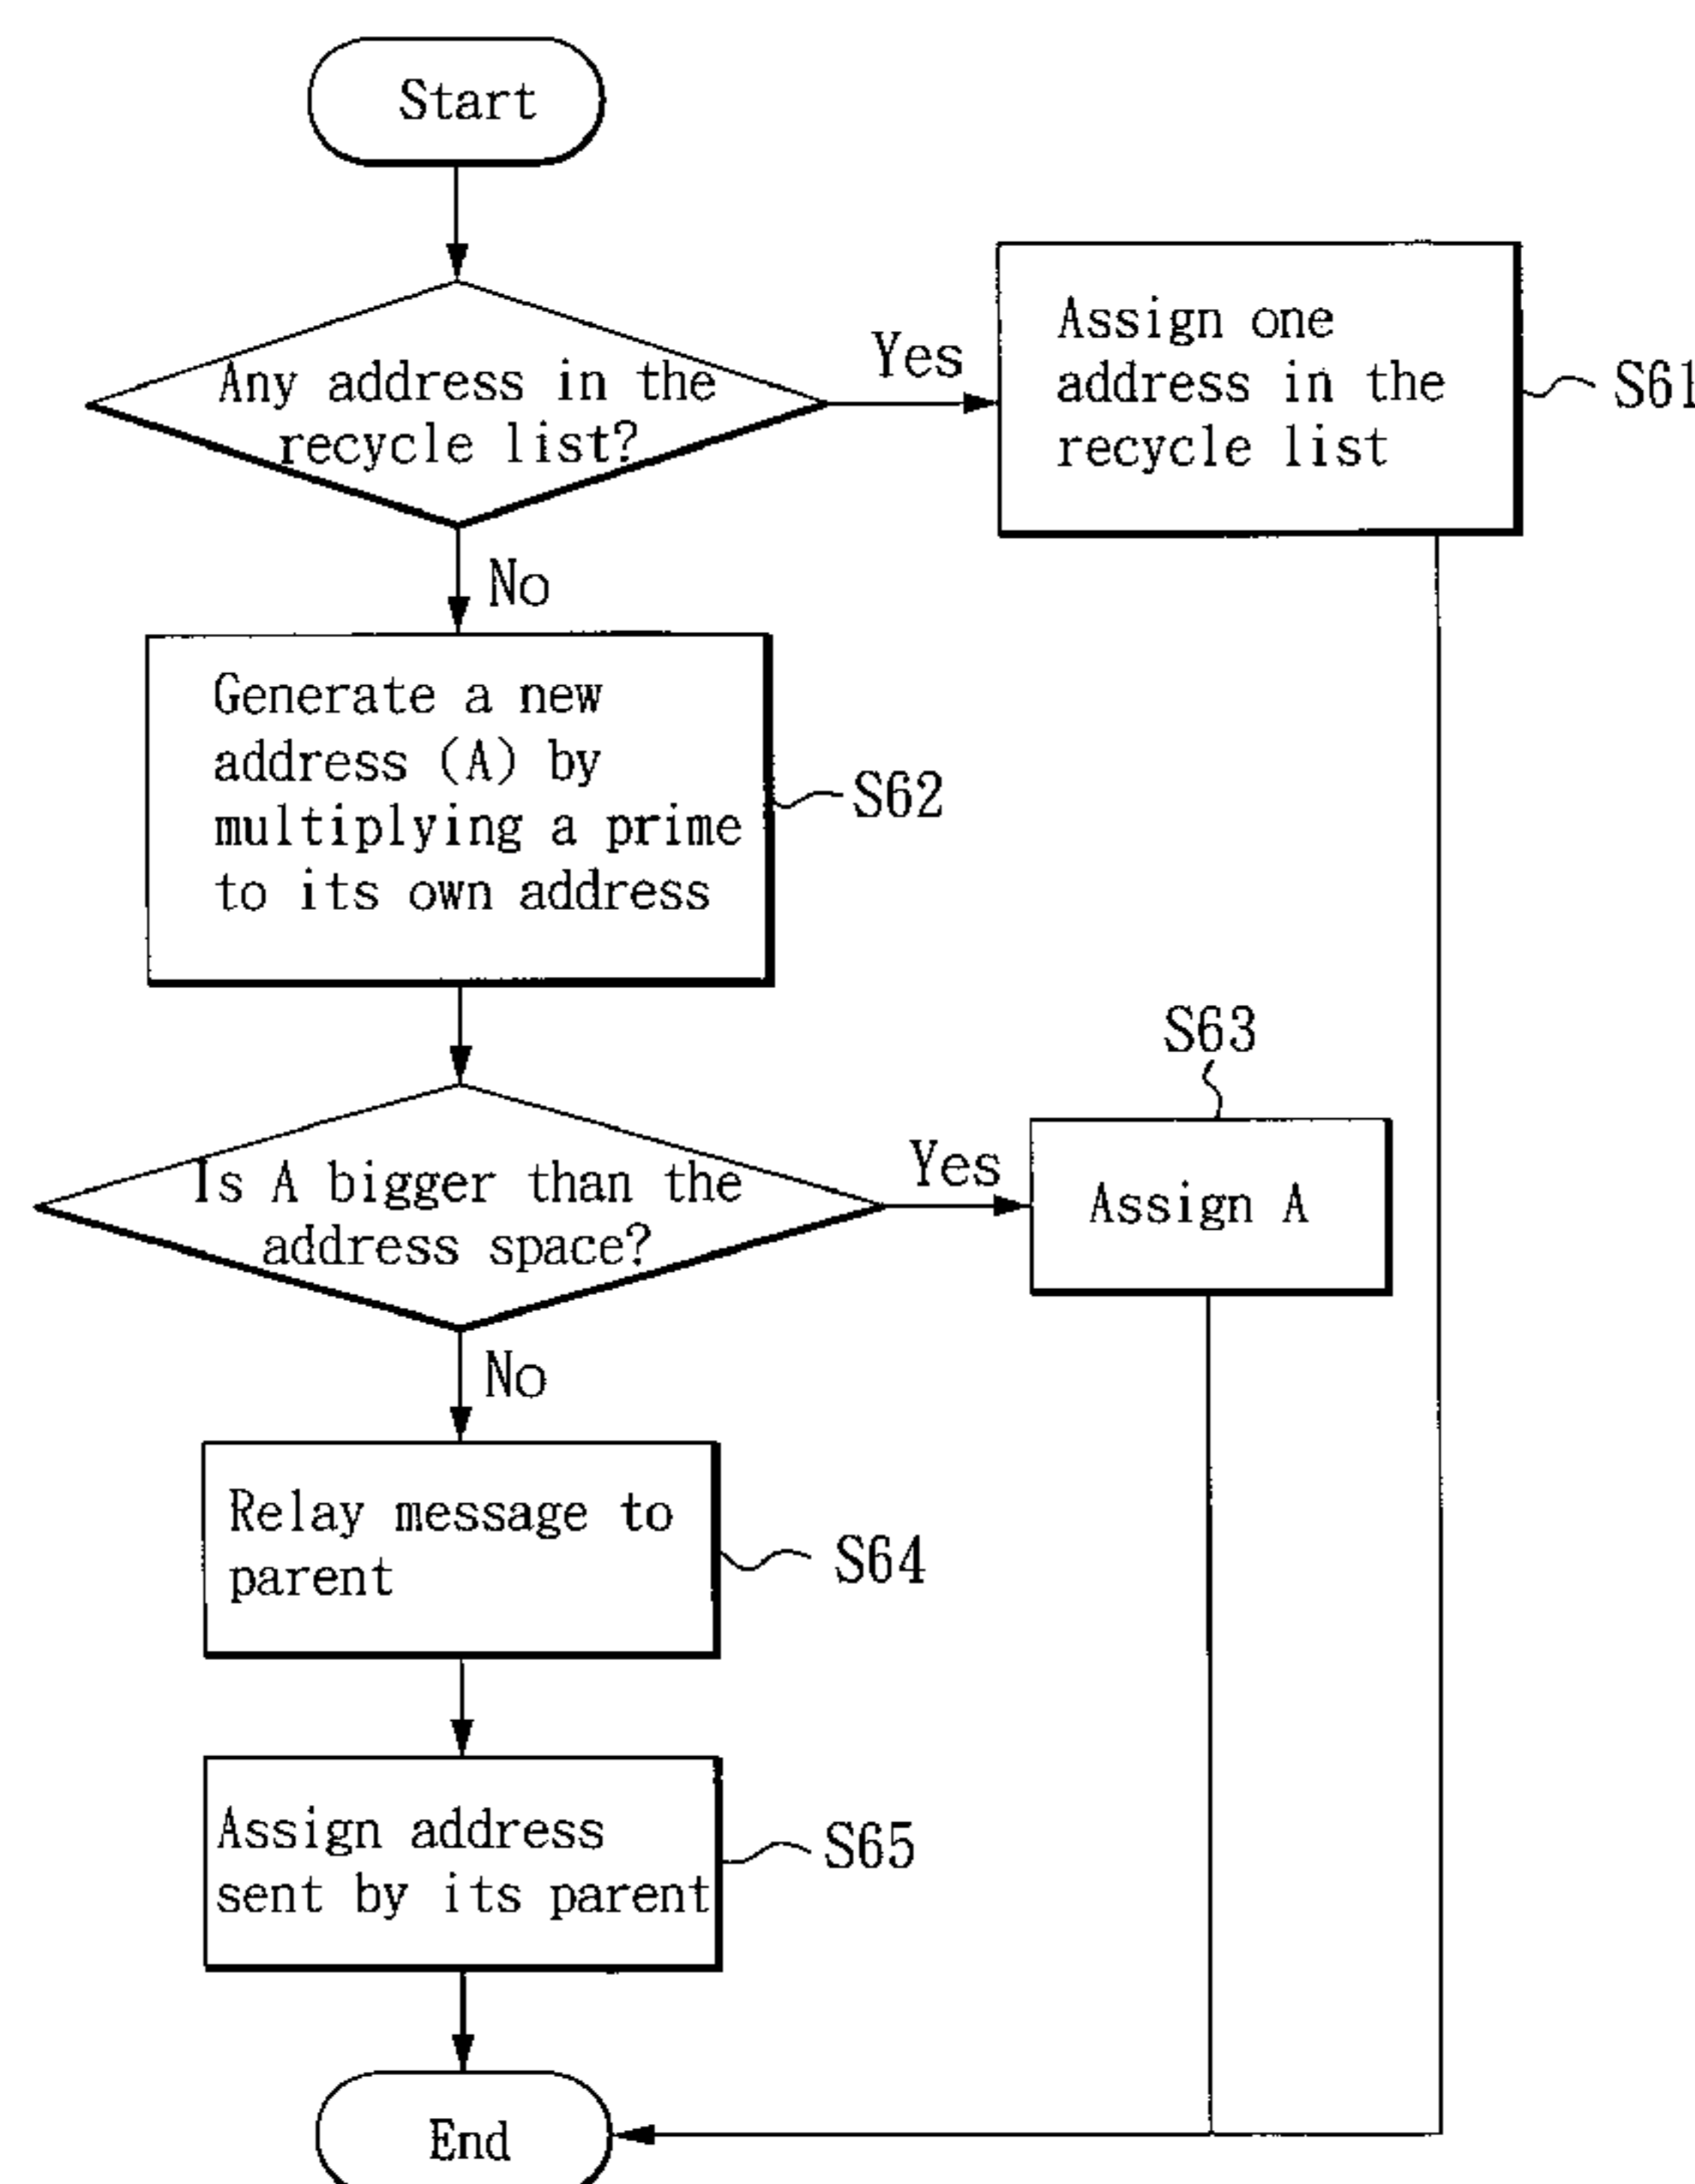 Start
Any address in the
recycle list?
Yes
Assign one
address in the
recycle list
S61
No
Generate a new
address (A) by
multiplying a prime
to its own address
S62
Is A bigger than the
address space?
Yes
S63
Assign A
No
Relay message to
parent
S64
Assign address
sent by its parent
S65
End